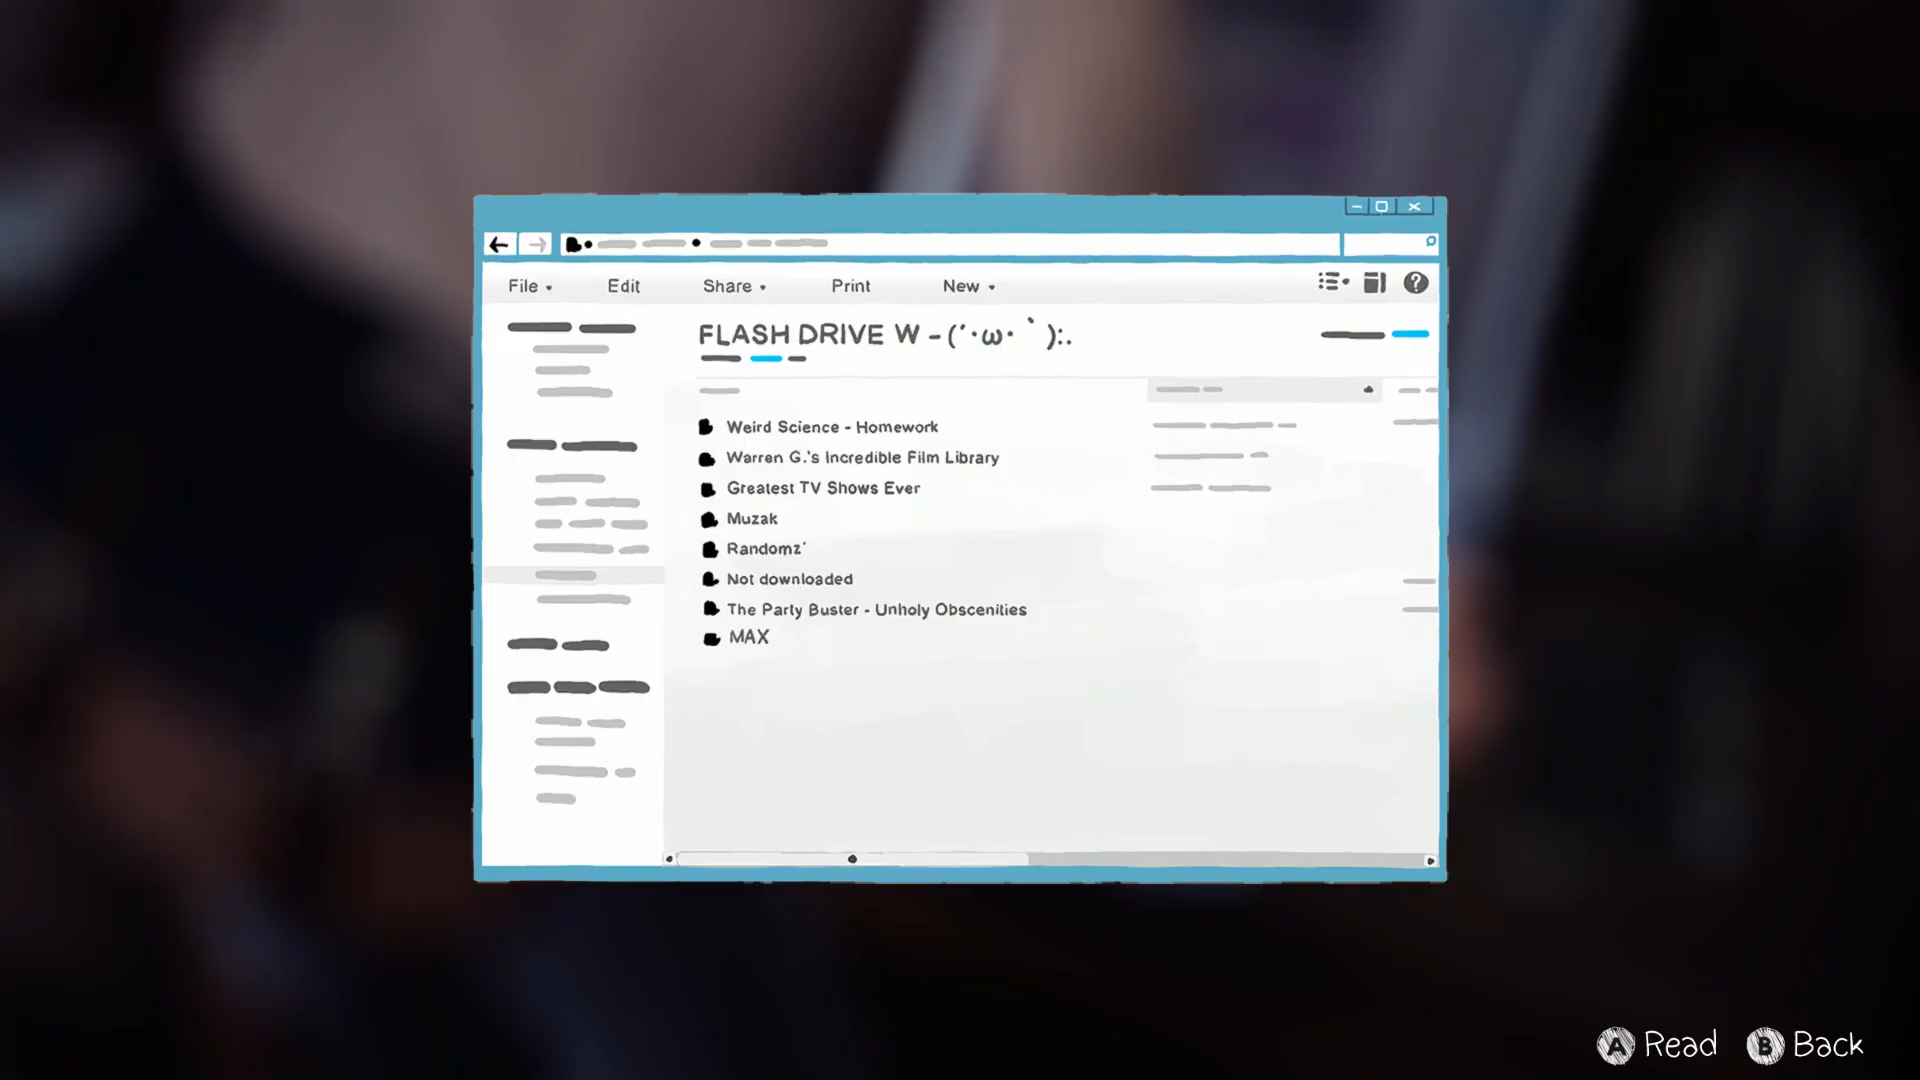 File Edit Share Print New
FLASH DRIVE W - (´･ω･｀):.
Weird Science - Homework
Warren G.'s Incredible Film Library
Greatest TV Shows Ever
Muzak
Randomz'
Not downloaded
The Party Buster - Unholy Obscenities
MAX
A Read B Back